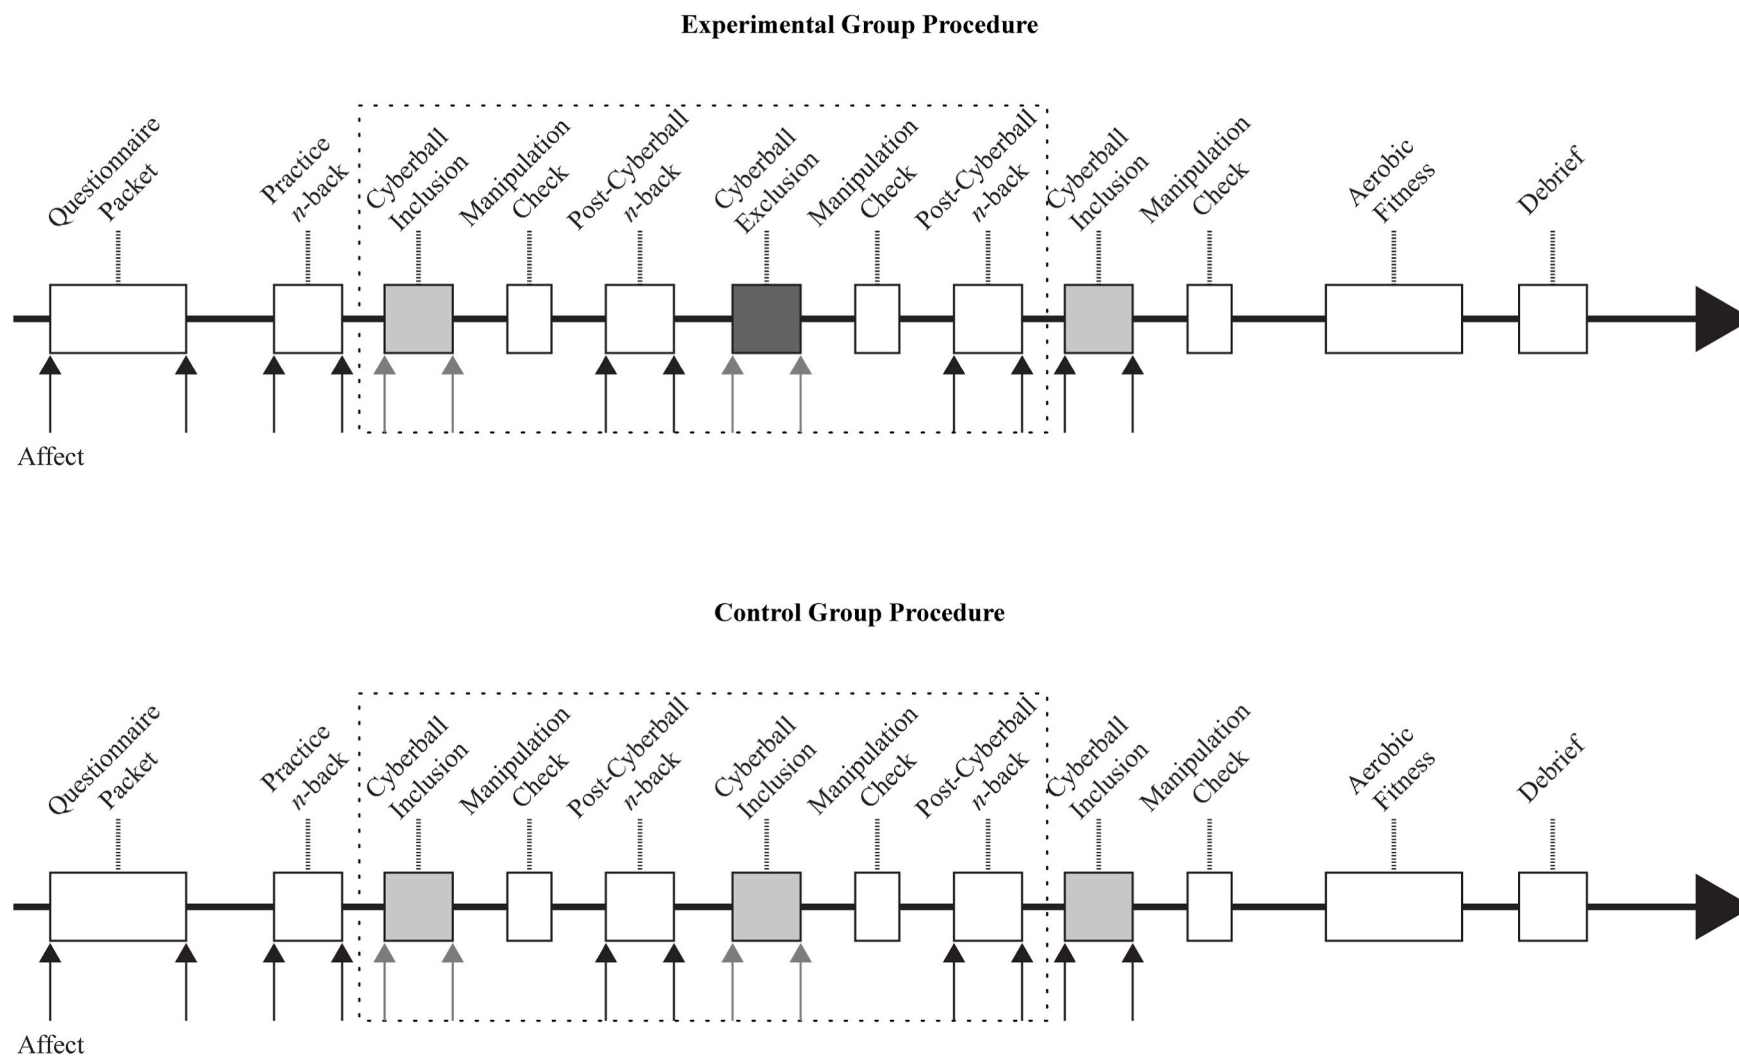 Experimental Group Procedure
Questionnaire
Packet
Practice
n-back
Cyberball
Inclusion
Manipulation
Check
Post-Cyberball
n-back
Cyberball
Exclusion
Manipulation
Check
Post-Cyberball
n-back
Cyberball
Inclusion
Manipulation
Check
Aerobic
Fitness
Debrief
Affect
Control Group Procedure
Questionnaire
Packet
Practice
n-back
Cyberball
Inclusion
Manipulation
Check
Post-Cyberball
n-back
Cyberball
Inclusion
Manipulation
Check
Post-Cyberball
n-back
Cyberball
Inclusion
Manipulation
Check
Aerobic
Fitness
Debrief
Affect